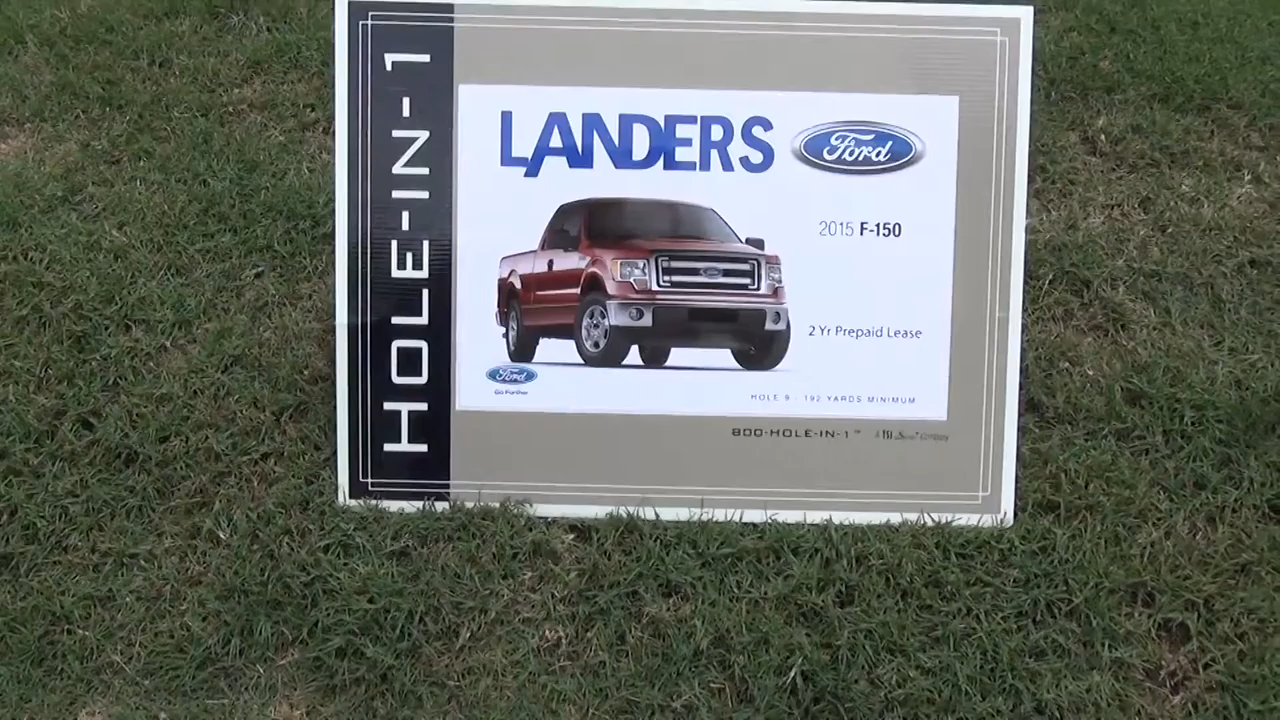 HOLE-IN-1
LANDERS
Ford
2015 F-150
2 Yr Prepaid Lease
Ford
Go Further
HOLE 9 - 192 YARDS MINIMUM
800-HOLE-IN-1